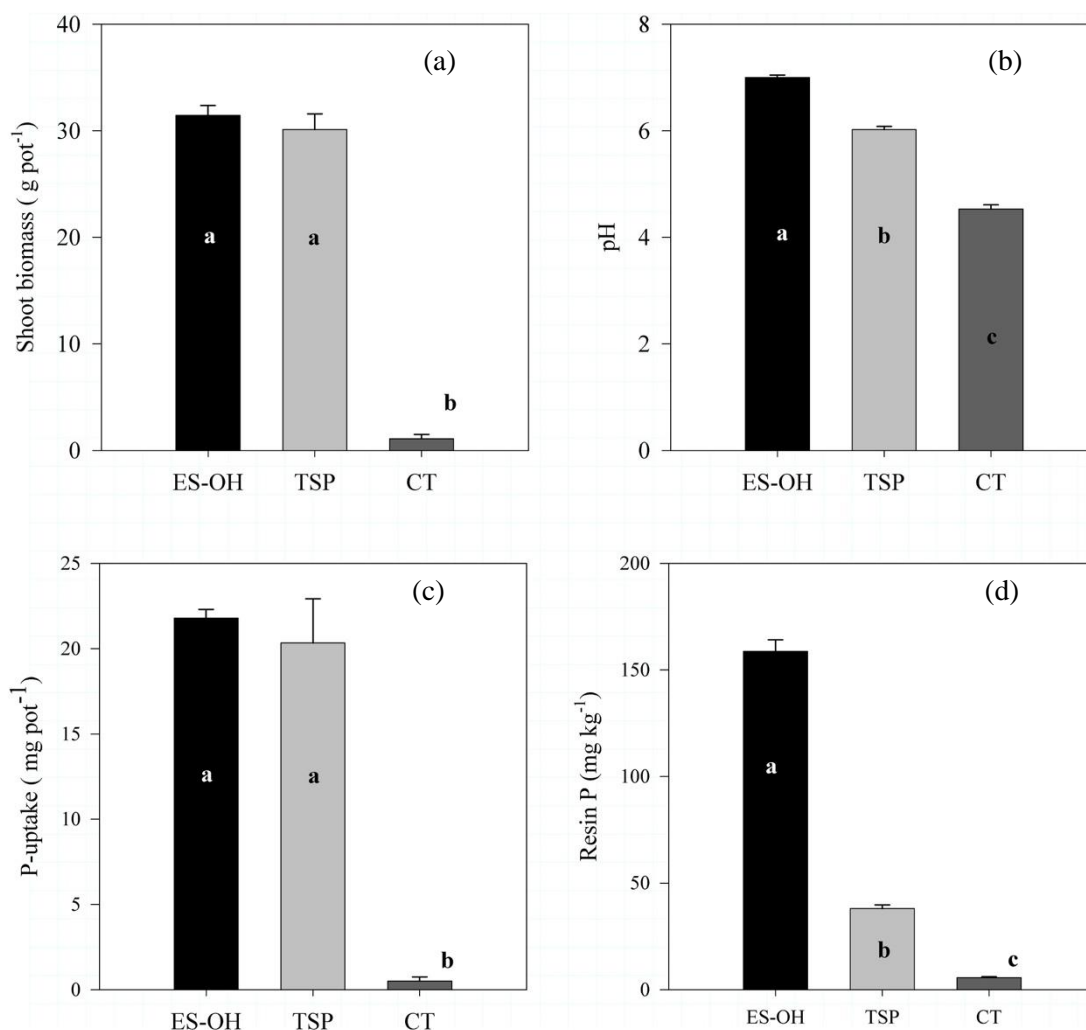 (a)
Shoot biomass ( g pot-1)
40
30
20
10
0
a
a
b
ES-OH TSP CT
(b)
pH
8
6
4
2
0
a
b
c
ES-OH TSP CT
(c)
P-uptake ( mg pot-1)
25
20
15
10
5
0
a
a
b
ES-OH TSP CT
(d)
Resin P (mg kg-1)
200
150
100
50
0
a
b
c
ES-OH TSP CT